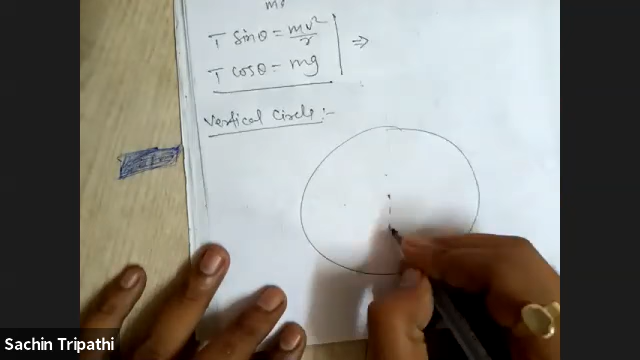 T sinθ = mv²/r
T cosθ = mg
⇒
Vertical Circle :-
Sachin Tripathi